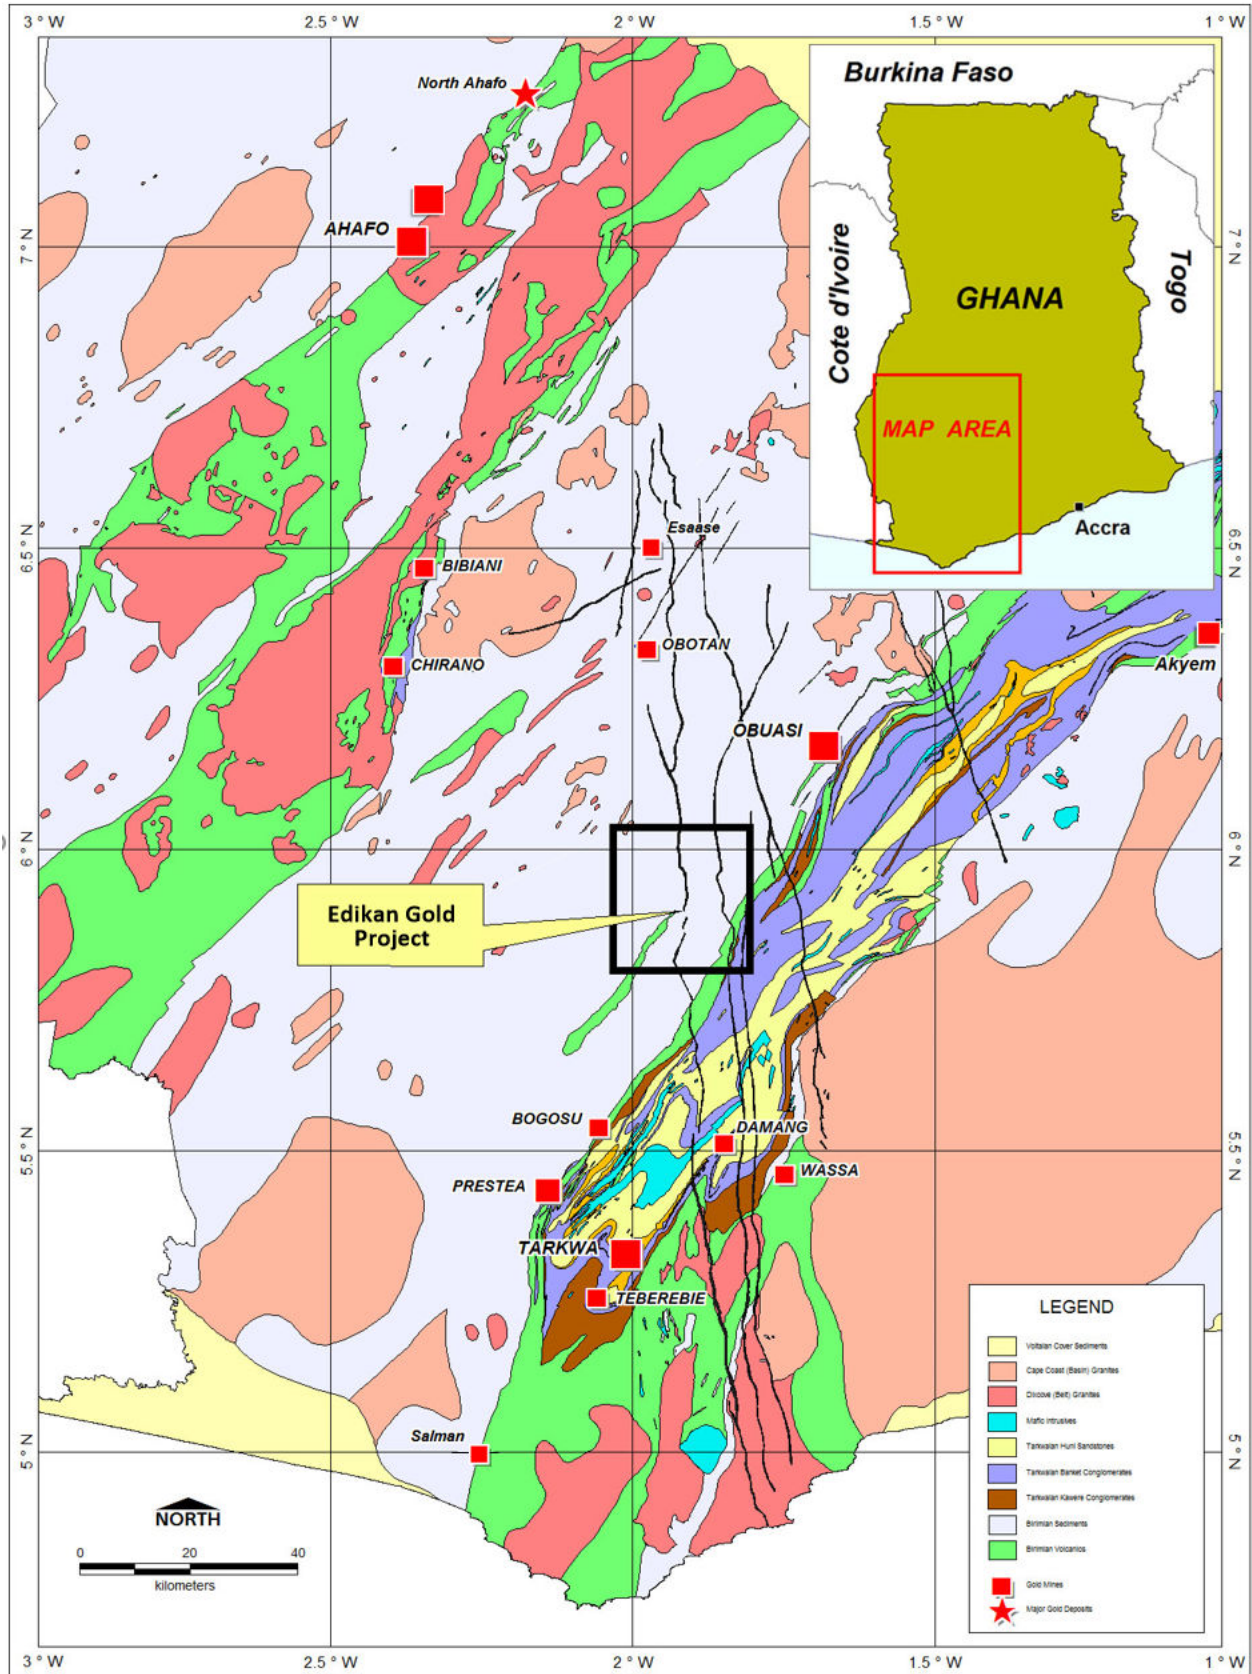 3 ° W
2.5 ° W
2 ° W
1.5 ° W
1 ° W
North Ahafo
AHAFO
7 ° N
7 ° N
Burkina Faso
Cote d'Ivoire
GHANA
Togo
MAP AREA
Accra
Esaase
6.5 ° N
6.5 ° N
BIBIANI
OBOTAN
CHIRANO
Akyem
OBUASI
6 ° N
6 ° N
Edikan Gold
Project
BOGOSU
DAMANG
5.5 ° N
5.5 ° N
WASSA
PRESTEA
TARKWA
TEBEREBIE
Salman
5 ° N
5 ° N
NORTH
0
20
40
kilometers
LEGEND
Voltaian Cover Sediments
Cape Coast (Basin) Granites
Dixcove (Belt) Granites
Mafic Intrusives
Tarkwaian Huni Sandstones
Tarkwaian Banket Conglomerates
Tarkwaian Kawere Conglomerates
Birimian Sediments
Birimian Volcanics
Gold Mines
Major Gold Deposits
3 ° W
2.5 ° W
2 ° W
1.5 ° W
1 ° W